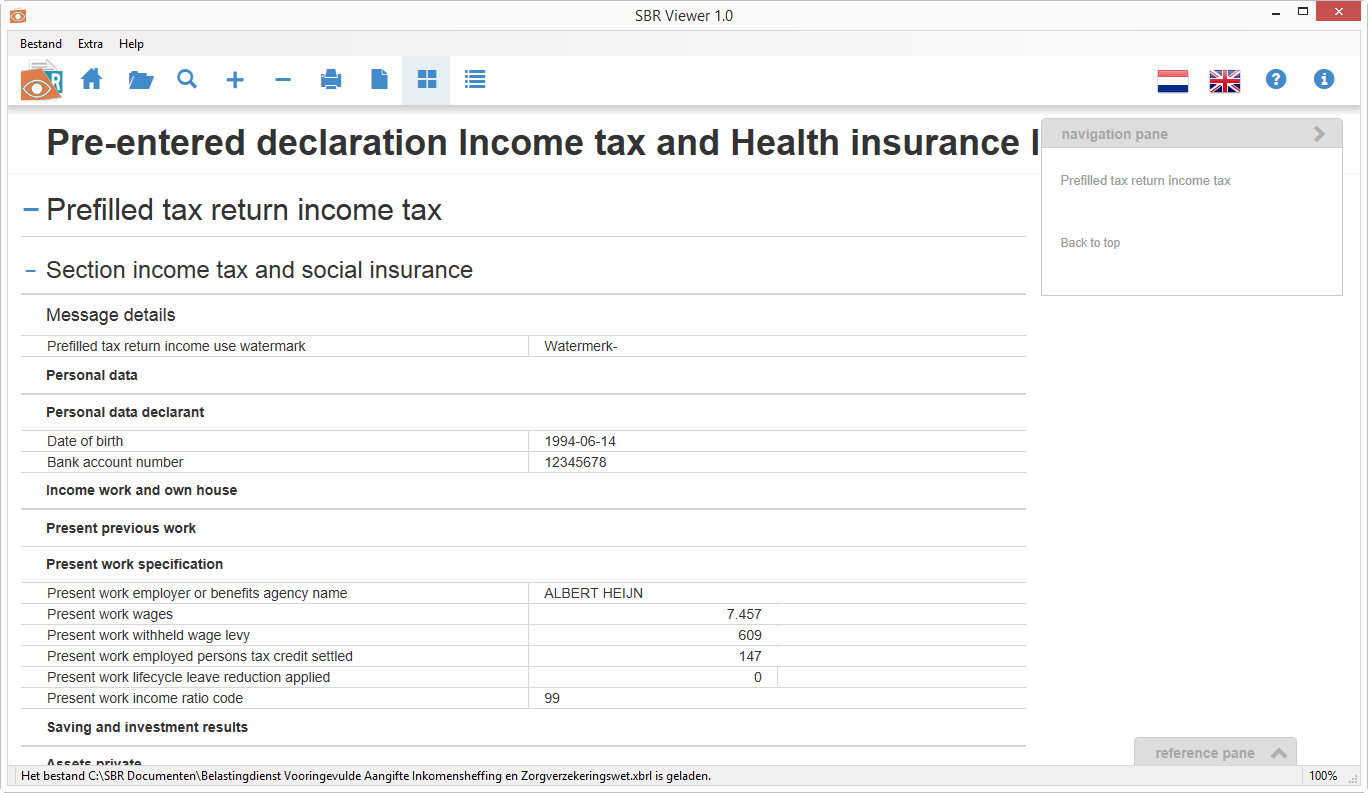 SBR Viewer 1.0
Bestand Extra Help
R
Pre-entered declaration Income tax and Health insurance
navigation pane
Prefilled tax return income tax
Back to top
Prefilled tax return income tax
Section income tax and social insurance
Message details
Prefilled tax return income use watermark Watermerk-
Personal data
Personal data declarant
Date of birth 1994-06-14
Bank account number 12345678
Income work and own house
Present previous work
Present work specification
Present work employer or benefits agency name ALBERT HEIJN
Present work wages 7.457
Present work withheld wage levy 609
Present work employed persons tax credit settled 147
Present work lifecycle leave reduction applied 0
Present work income ratio code 99
Saving and investment results
Assets private
reference pane
Het bestand C:\SBR Documenten\Belastingdienst Vooringevulde Aangifte Inkomensheffing en Zorgverzekeringswet.xbrl is geladen. 100%